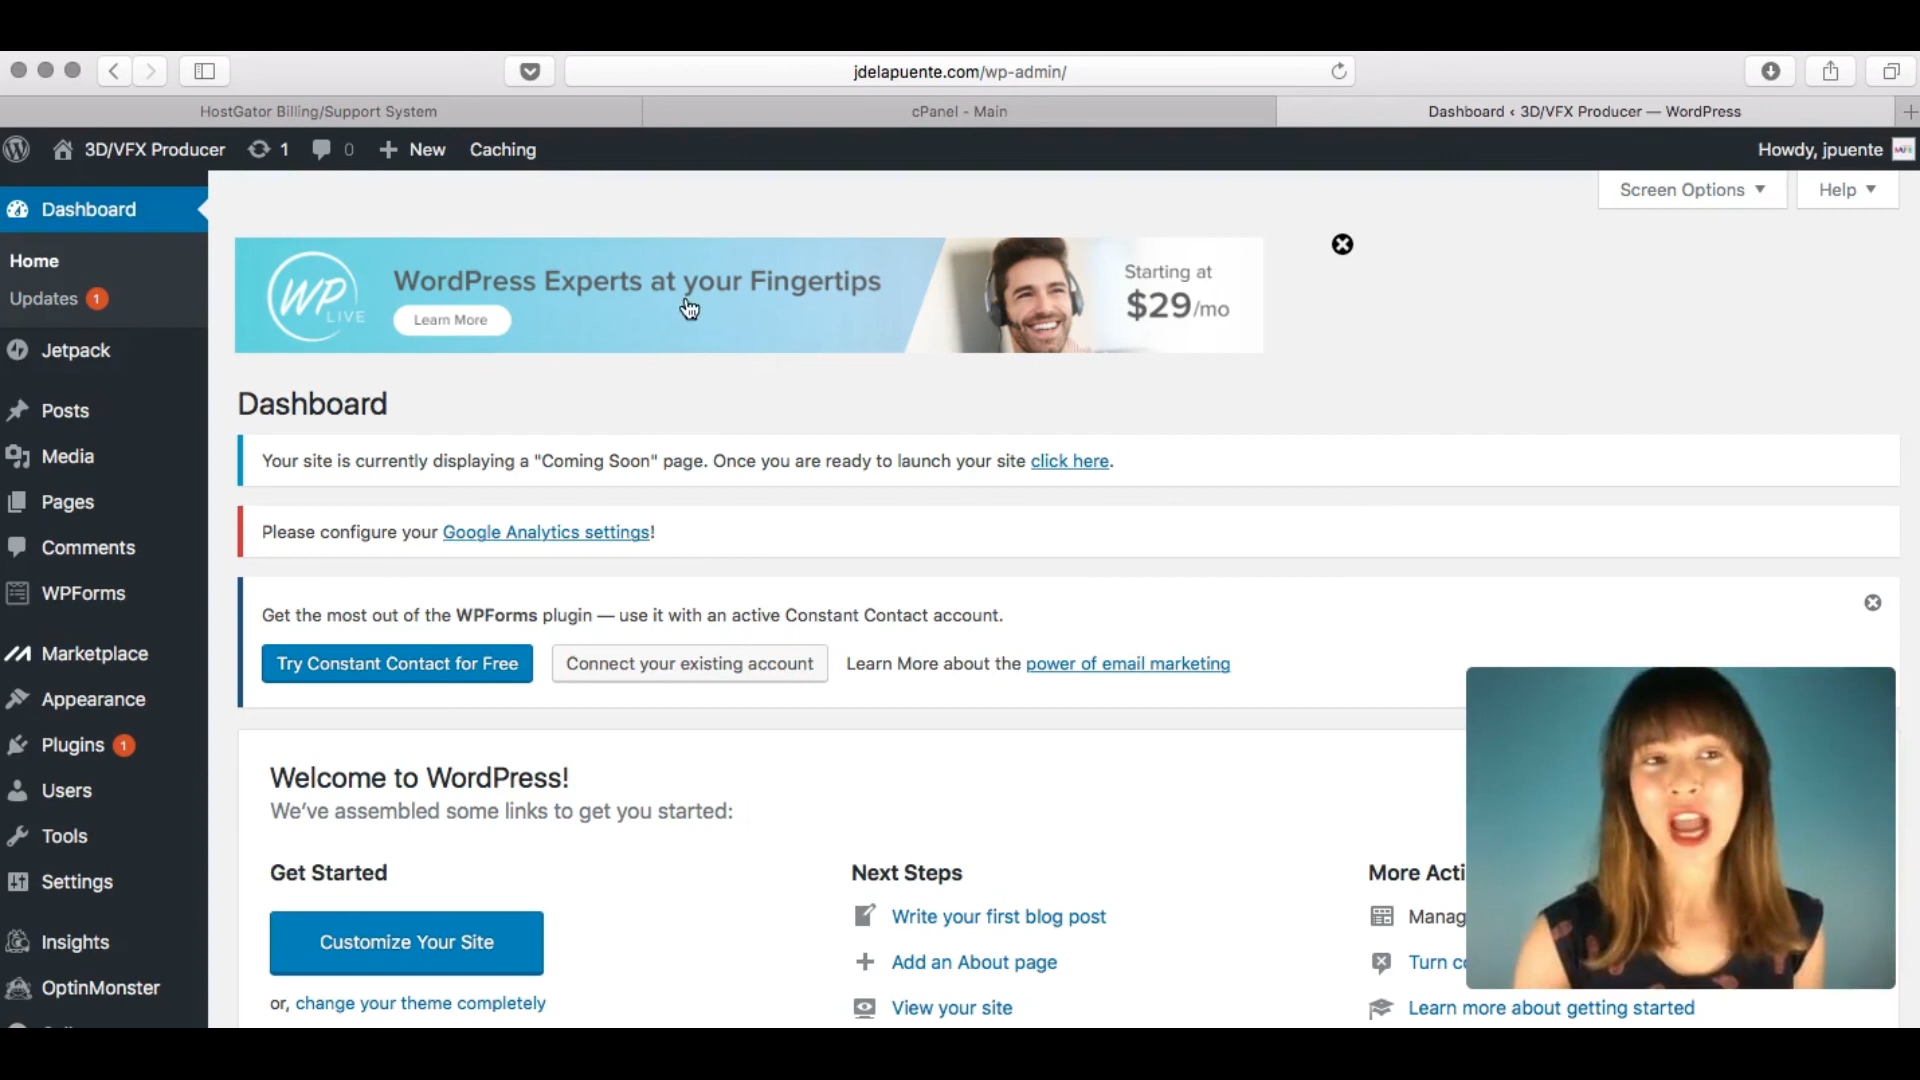 jdelapuente.com/wp-admin/
HostGator Billing/Support System
cPanel - Main
Dashboard ‹ 3D/VFX Producer — WordPress
3D/VFX Producer
1
0
New
Caching
Howdy, jpuente
Dashboard
Screen Options
Help
Home
Updates 1
Jetpack
Posts
Media
Pages
Comments
WPForms
Marketplace
Appearance
Plugins 1
Users
Tools
Settings
Insights
OptinMonster
WP
LIVE
WordPress Experts at your Fingertips
Learn More
Starting at
$29/mo
Dashboard
Your site is currently displaying a "Coming Soon" page. Once you are ready to launch your site click here.
Please configure your Google Analytics settings!
Get the most out of the WPForms plugin — use it with an active Constant Contact account.
Try Constant Contact for Free
Connect your existing account
Learn More about the power of email marketing
Welcome to WordPress!
We've assembled some links to get you started:
Get Started
Customize Your Site
or, change your theme completely
Next Steps
Write your first blog post
Add an About page
View your site
More Acti
Manag
Turn c
Learn more about getting started